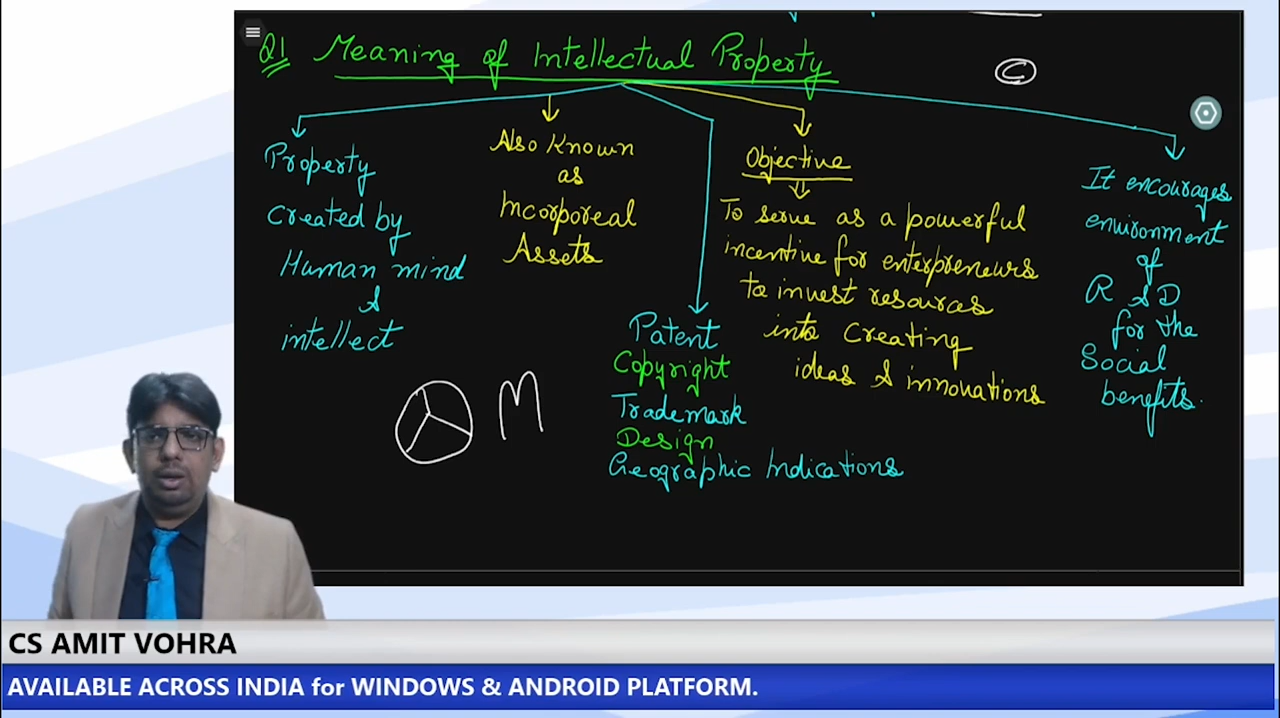 Q1 Meaning of Intellectual Property
©
Property
created by
Human mind
&
intellect
Also Known
as
Incorporeal
Assets
Patent
Copyright
Trademark
Design
Geographic Indications
Objective
To serve as a powerful
incentive for enterpreneurs
to invest resources
into Creating
ideas & innovations
It encourages
environment
of
R & D
for the
Social
benefits.
M
CS AMIT VOHRA
AVAILABLE ACROSS INDIA for WINDOWS & ANDROID PLATFORM.